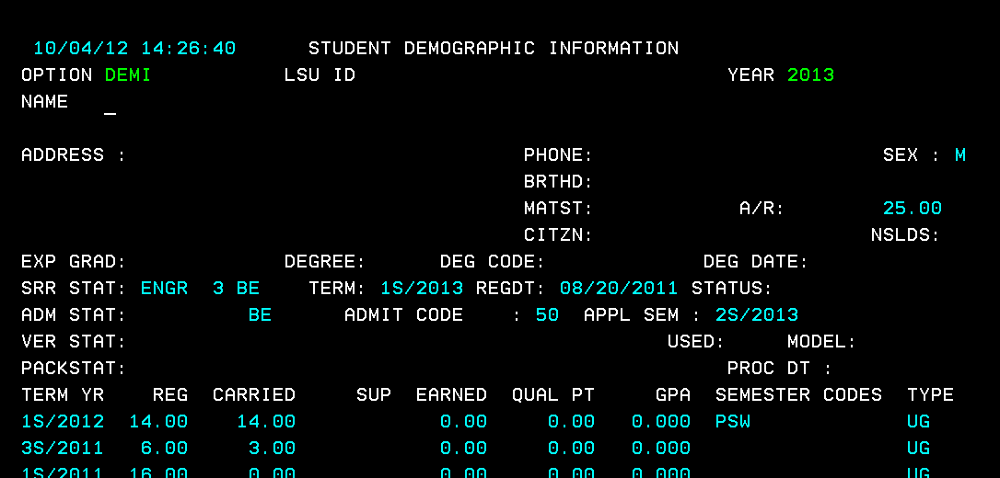 10/04/12 14:26:40 STUDENT DEMOGRAPHIC INFORMATION
OPTION DEMI LSU ID YEAR 2013
NAME _
ADDRESS : PHONE: SEX : M
BRTHD:
MATST: A/R: 25.00
CITZN: NSLDS:
EXP GRAD: DEGREE: DEG CODE: DEG DATE:
SRR STAT: ENGR 3 BE TERM: 1S/2013 REGDT: 08/20/2011 STATUS:
ADM STAT: BE ADMIT CODE : 50 APPL SEM : 2S/2013
VER STAT: USED: MODEL:
PACKSTAT: PROC DT :
TERM YR REG CARRIED SUP EARNED QUAL PT GPA SEMESTER CODES TYPE
1S/2012 14.00 14.00 0.00 0.00 0.000 PSW UG
3S/2011 6.00 3.00 0.00 0.00 0.000 UG
1S/2011 16.00 0.00 0.00 0.00 0.000 UG